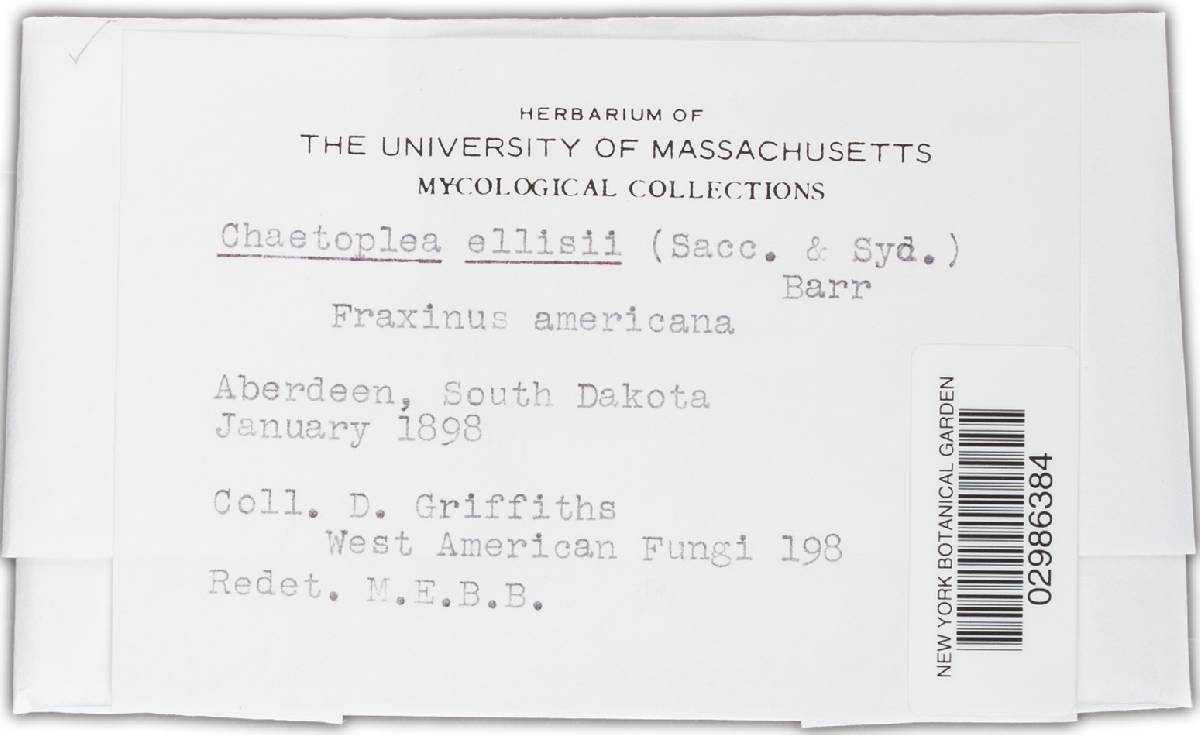 HERBARIUM OF
THE UNIVERSITY OF MASSACHUSETTS
MYCOLOGICAL COLLECTIONS
Chaetoplea ellisii (Sacc. & Syd.)
Barr
Fraxinus americana
Aberdeen, South Dakota
January 1898
Coll. D. Griffiths
West American Fungi 198
Redet. M.E.B.B.
NEW YORK BOTANICAL GARDEN
02986384